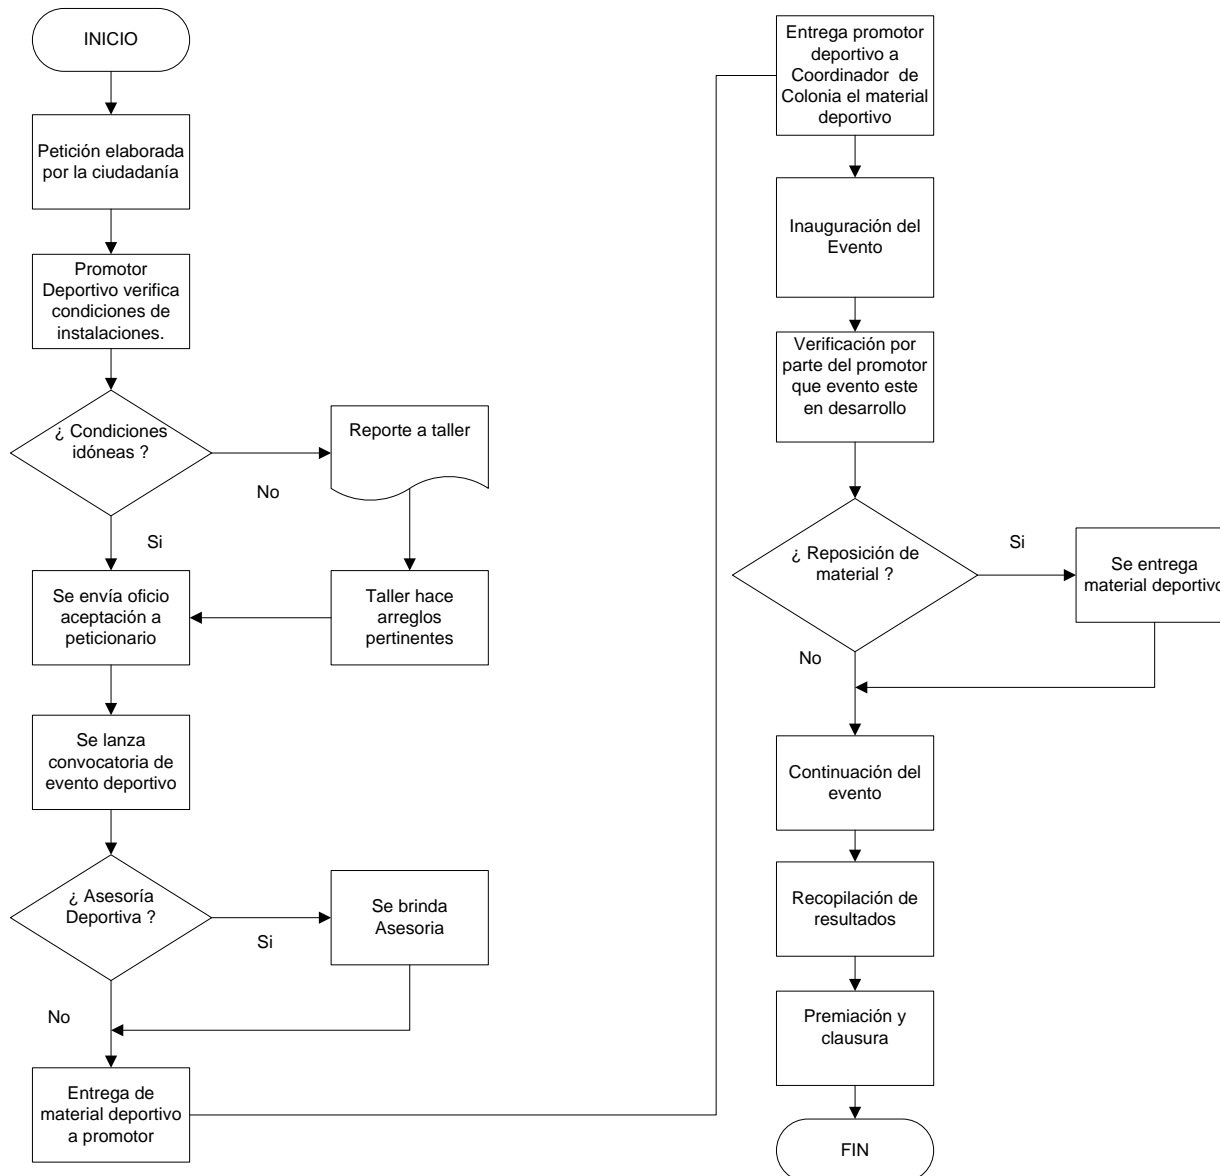 INICIO
Petición elaborada
por la ciudadanía
Promotor
Deportivo verifica
condiciones de
instalaciones.
¿ Condiciones
idóneas ?
No
Reporte a taller
Si
Taller hace
arreglos
pertinentes
Se envía oficio
aceptación a
peticionario
Se lanza
convocatoria de
evento deportivo
¿ Asesoría
Deportiva ?
Si
Se brinda
Asesoria
No
Entrega de
material deportivo
a promotor
Entrega promotor
deportivo a
Coordinador de
Colonia el material
deportivo
Inauguración del
Evento
Verificación por
parte del promotor
que evento este
en desarrollo
¿ Reposición de
material ?
Si
Se entrega
material deportivo
No
Continuación del
evento
Recopilación de
resultados
Premiación y
clausura
FIN